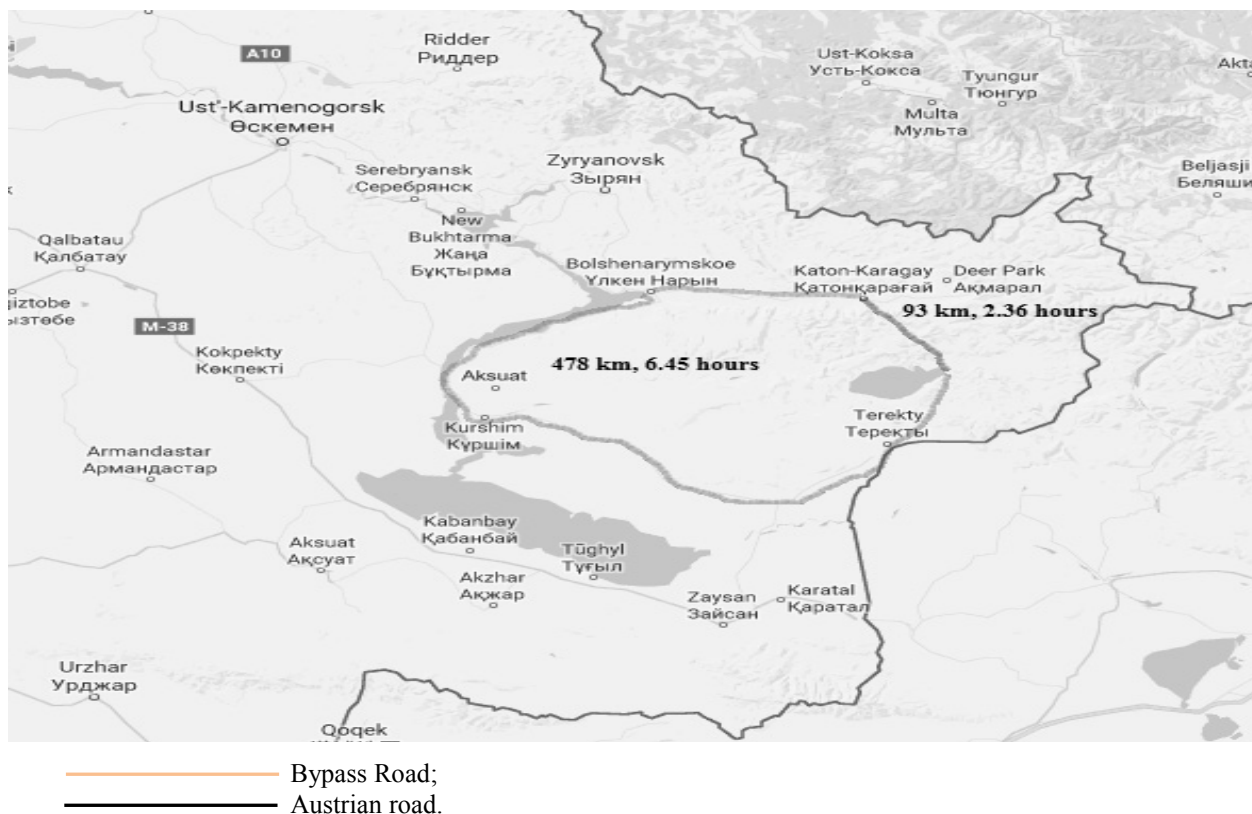 Ridder
Риддер
A10
Ust-Koksa
Усть-Кокса
Tyungur
Тюнгур
Multa
Мульта
Ust'-Kamenogorsk
Өскемен
Zyryanovsk
Зырян
Serebryansk
Серебрянск
Beljasji
New
Bukhtarma
Жаңа
Бұқтырма
Qalbatau
Қалбатау
Bolshenarymskoe
Үлкен Нарын
Katon-Karagay
Қатонқарағай
Deer Park
Ақмарал
93 km, 2.36 hours
M-38
Kokpekty
Көкпекті
478 km, 6.45 hours
Aksuat
Kurshim
Күршім
Terekty
Теректы
Armandastar
Армандастар
Kabanbay
Қабанбай
Aksuat
Ақсуат
Tūghyl
Тұғыл
Akzhar
Ақжар
Zaysan
Зайсан
Karatal
Қаратал
Urzhar
Урджар
Qoqek
Bypass Road;
Austrian road.